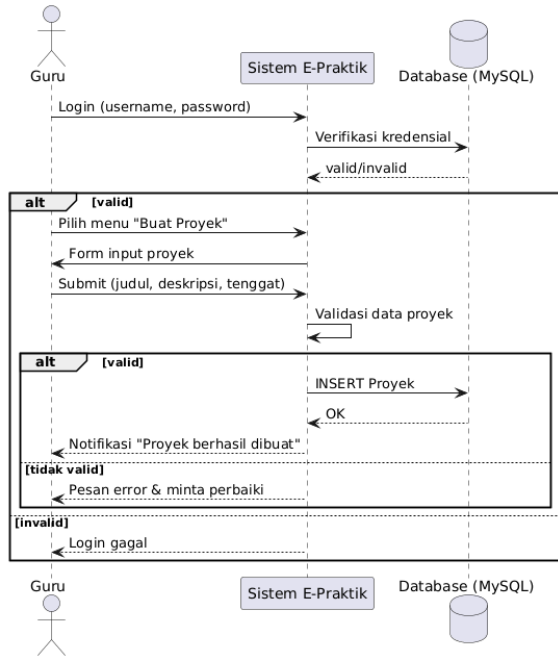 Guru
Sistem E-Praktik
Database (MySQL)
Login (username, password)
Verifikasi kredensial
valid/invalid
alt [valid]
Pilih menu "Buat Proyek"
Form input proyek
Submit (judul, deskripsi, tenggat)
Validasi data proyek
alt [valid]
INSERT Proyek
OK
Notifikasi "Proyek berhasil dibuat"
[tidak valid]
Pesan error & minta perbaiki
[invalid]
Login gagal
Guru
Sistem E-Praktik
Database (MySQL)